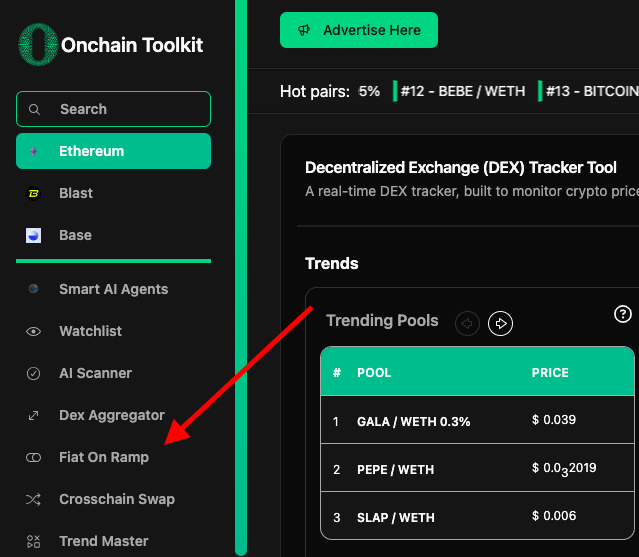 Onchain Toolkit
Search
Ethereum
Blast
Base
Smart AI Agents
Watchlist
AI Scanner
Dex Aggregator
Fiat On Ramp
Crosschain Swap
Trend Master
Advertise Here
Hot pairs: 5% #12 - BEBE / WETH #13 - BITCOIN
Decentralized Exchange (DEX) Tracker Tool
A real-time DEX tracker, built to monitor crypto price
Trends
Trending Pools
# POOL PRICE
1 GALA / WETH 0.3% $ 0.039
2 PEPE / WETH $ 0.0₃2019
3 SLAP / WETH $ 0.006